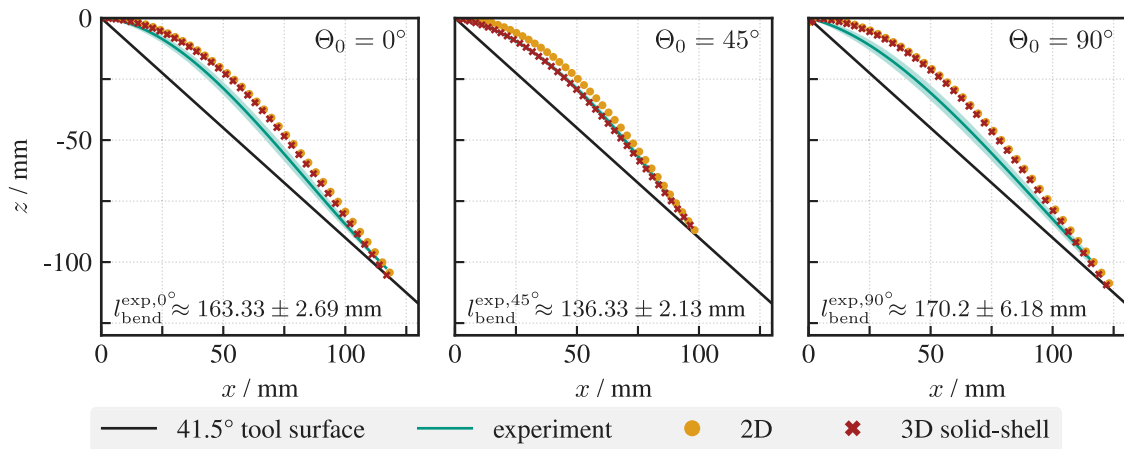 Θ₀ = 0°
Θ₀ = 45°
Θ₀ = 90°
0
-50
-100
z / mm
l_bend^exp,0° ≈ 163.33 ± 2.69 mm
l_bend^exp,45° ≈ 136.33 ± 2.13 mm
l_bend^exp,90° ≈ 170.2 ± 6.18 mm
0 50 100
0 50 100
0 50 100
x / mm
x / mm
x / mm
41.5° tool surface experiment 2D 3D solid-shell